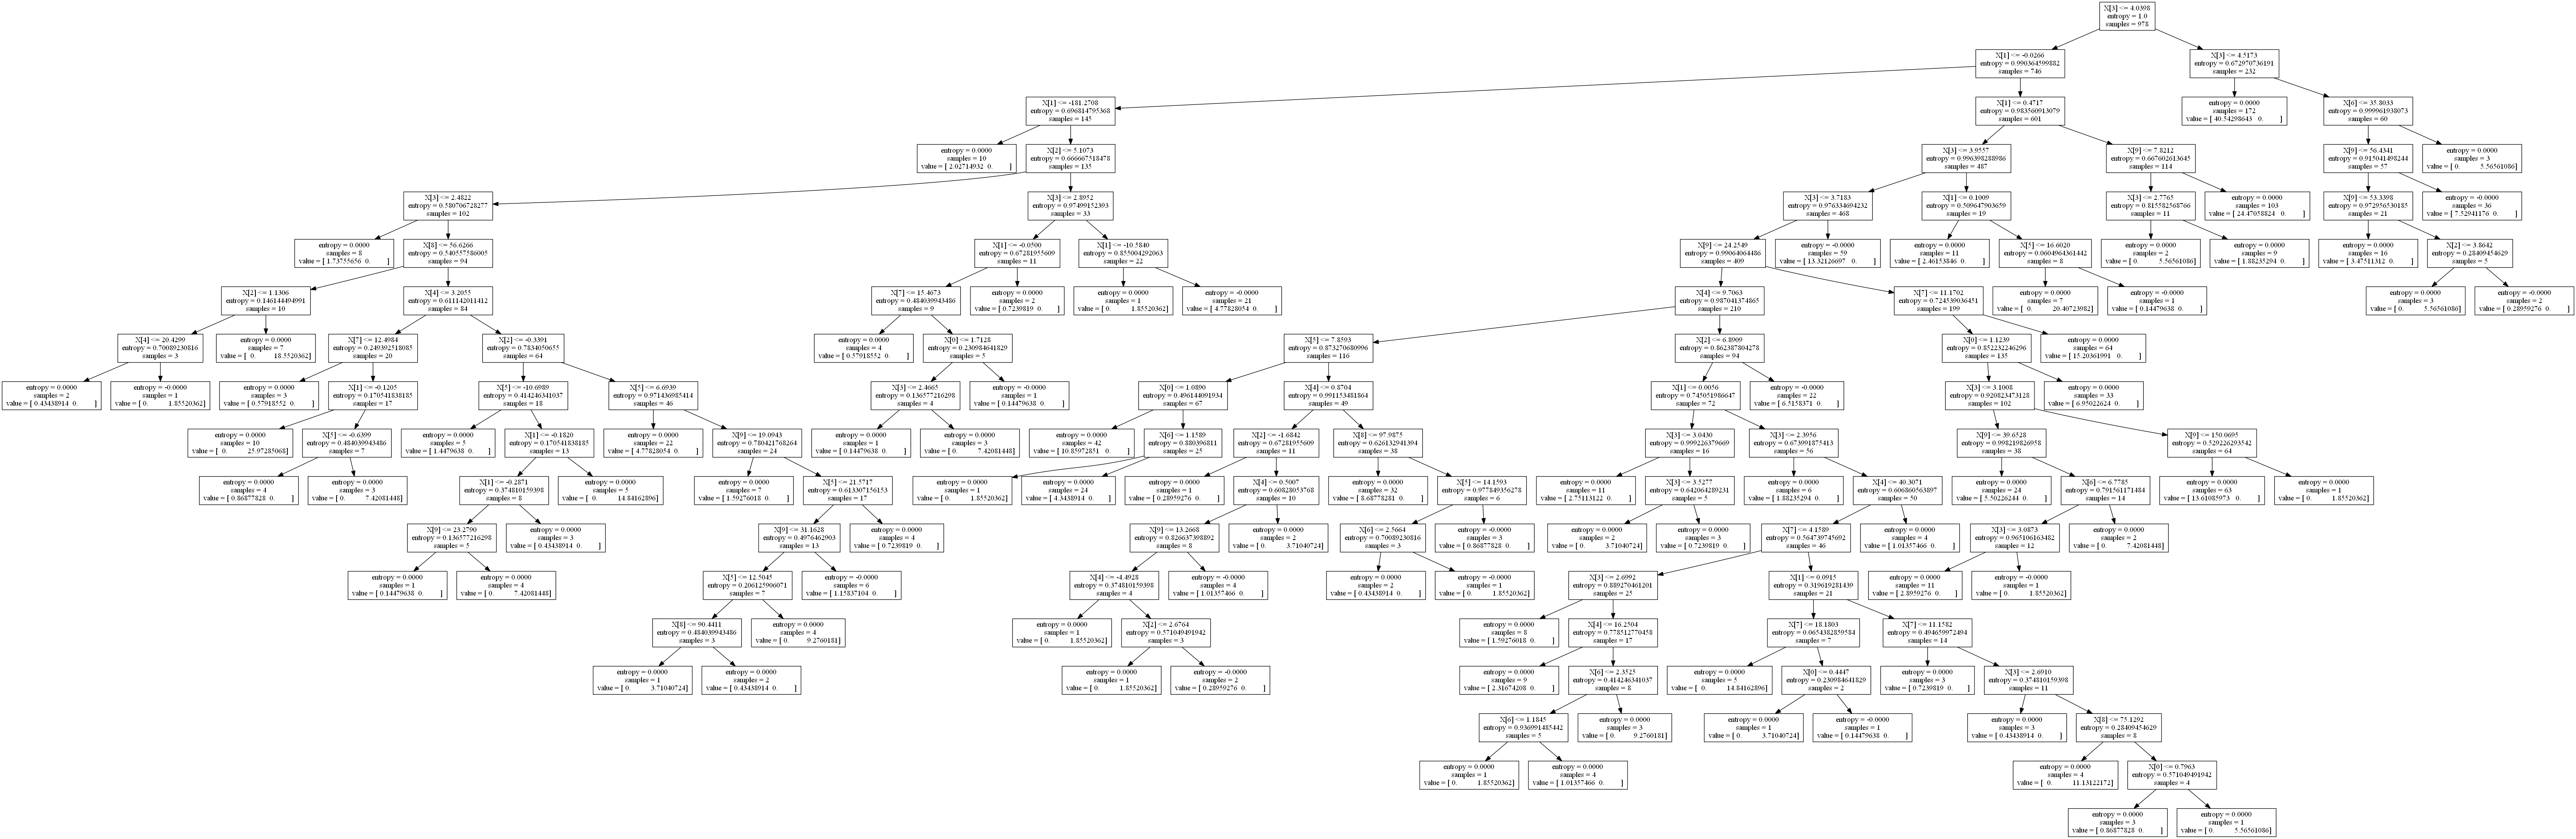 X[3] <= 4.0398
entropy = 1.0
samples = 978
X[1] <= -0.0266
entropy = 0.990364599882
samples = 746
X[3] <= 4.5173
entropy = 0.672970736191
samples = 232
X[1] <= -181.2708
entropy = 0.696814795368
samples = 145
X[1] <= 0.4717
entropy = 0.983560913079
samples = 601
entropy = 0.0000
samples = 172
value = [ 40.54298643 0. ]
X[6] <= 35.8033
entropy = 0.999961938073
samples = 60
entropy = 0.0000
samples = 10
value = [ 2.02714932 0. ]
X[2] <= 5.1073
entropy = 0.666667518478
samples = 135
X[3] <= 3.9557
entropy = 0.996398288986
samples = 487
X[9] <= 7.8212
entropy = 0.667602613645
samples = 114
X[9] <= 56.4341
entropy = 0.915041498244
samples = 57
entropy = 0.0000
samples = 3
value = [ 0. 5.56561086]
X[3] <= 2.4822
entropy = 0.580706728277
samples = 102
X[3] <= 2.8952
entropy = 0.97499152393
samples = 33
X[3] <= 3.7183
entropy = 0.976334694232
samples = 468
X[1] <= 0.1009
entropy = 0.509647903659
samples = 19
X[3] <= 2.7765
entropy = 0.815582568766
samples = 11
entropy = 0.0000
samples = 103
value = [ 24.47058824 0. ]
X[9] <= 53.3398
entropy = 0.972956530185
samples = 21
entropy = -0.0000
samples = 36
value = [ 7.52941176 0. ]
entropy = 0.0000
samples = 8
value = [ 1.73755656 0. ]
X[8] <= 56.6266
entropy = 0.540557586005
samples = 94
X[1] <= -0.0500
entropy = 0.67281955609
samples = 11
X[1] <= -10.5840
entropy = 0.855004292063
samples = 22
X[9] <= 24.2549
entropy = 0.99064064486
samples = 409
entropy = -0.0000
samples = 59
value = [ 13.32126697 0. ]
entropy = 0.0000
samples = 11
value = [ 2.46153846 0. ]
X[5] <= 16.6020
entropy = 0.0604964361442
samples = 8
entropy = 0.0000
samples = 2
value = [ 0. 5.56561086]
entropy = 0.0000
samples = 9
value = [ 1.88235294 0. ]
entropy = 0.0000
samples = 16
value = [ 3.47511312 0. ]
X[2] <= 3.8642
entropy = 0.28409454629
samples = 5
X[2] <= 1.1306
entropy = 0.146144494991
samples = 10
X[4] <= 3.2055
entropy = 0.611142011412
samples = 84
X[7] <= 15.4673
entropy = 0.484039943486
samples = 9
entropy = 0.0000
samples = 2
value = [ 0.7239819 0. ]
entropy = 0.0000
samples = 1
value = [ 0. 1.85520362]
entropy = -0.0000
samples = 21
value = [ 4.77828054 0. ]
X[4] <= 9.7063
entropy = 0.987041374865
samples = 210
X[7] <= 11.1702
entropy = 0.724539036451
samples = 199
entropy = 0.0000
samples = 7
value = [ 0. 20.40723982]
entropy = -0.0000
samples = 1
value = [ 0.14479638 0. ]
entropy = 0.0000
samples = 3
value = [ 0. 5.56561086]
entropy = -0.0000
samples = 2
value = [ 0.28959276 0. ]
X[4] <= 20.4299
entropy = 0.70089230816
samples = 3
entropy = 0.0000
samples = 7
value = [ 0. 18.5520362]
X[7] <= 12.4984
entropy = 0.249392518085
samples = 20
X[2] <= -0.3391
entropy = 0.7834050655
samples = 64
entropy = 0.0000
samples = 4
value = [ 0.57918552 0. ]
X[0] <= 1.7128
entropy = 0.230984641829
samples = 5
X[5] <= 7.8593
entropy = 0.873270680996
samples = 116
X[2] <= 6.8909
entropy = 0.862387804278
samples = 94
X[0] <= 1.1239
entropy = 0.852232246296
samples = 135
entropy = 0.0000
samples = 64
value = [ 15.20361991 0. ]
entropy = 0.0000
samples = 2
value = [ 0.43438914 0. ]
entropy = -0.0000
samples = 1
value = [ 0. 1.85520362]
entropy = 0.0000
samples = 3
value = [ 0.57918552 0. ]
X[1] <= -0.1205
entropy = 0.170541838185
samples = 17
X[5] <= -10.6989
entropy = 0.414246341037
samples = 18
X[5] <= 6.6939
entropy = 0.971436985414
samples = 46
X[3] <= 2.4665
entropy = 0.136577216298
samples = 4
entropy = -0.0000
samples = 1
value = [ 0.14479638 0. ]
X[0] <= 1.0890
entropy = 0.496144091934
samples = 67
X[4] <= 0.8704
entropy = 0.991153481864
samples = 49
X[1] <= 0.0056
entropy = 0.745051986647
samples = 72
entropy = -0.0000
samples = 22
value = [ 6.5158371 0. ]
X[3] <= 3.1008
entropy = 0.920823473128
samples = 102
entropy = 0.0000
samples = 33
value = [ 6.95022624 0. ]
entropy = 0.0000
samples = 10
value = [ 0. 25.97285068]
X[5] <= -0.6399
entropy = 0.484039943486
samples = 7
entropy = 0.0000
samples = 5
value = [ 1.4479638 0. ]
X[1] <= -0.1820
entropy = 0.170541838185
samples = 13
entropy = 0.0000
samples = 22
value = [ 4.77828054 0. ]
X[9] <= 19.0943
entropy = 0.780421768264
samples = 24
entropy = 0.0000
samples = 1
value = [ 0.14479638 0. ]
entropy = 0.0000
samples = 3
value = [ 0. 7.42081448]
entropy = 0.0000
samples = 42
value = [ 10.85972851 0. ]
X[6] <= 1.1589
entropy = 0.880396811
samples = 25
X[2] <= -1.6842
entropy = 0.67281955609
samples = 11
X[8] <= 97.9875
entropy = 0.626132941394
samples = 38
X[3] <= 3.0430
entropy = 0.999226379669
samples = 16
X[3] <= 2.3956
entropy = 0.673991875413
samples = 56
X[9] <= 39.6528
entropy = 0.998219826958
samples = 38
X[9] <= 150.0695
entropy = 0.529226293542
samples = 64
entropy = 0.0000
samples = 4
value = [ 0.86877828 0. ]
entropy = 0.0000
samples = 3
value = [ 0. 7.42081448]
X[1] <= -0.2871
entropy = 0.374810159398
samples = 8
entropy = 0.0000
samples = 5
value = [ 0. 14.84162896]
entropy = 0.0000
samples = 7
value = [ 1.59276018 0. ]
X[5] <= 21.5717
entropy = 0.613307156153
samples = 17
entropy = 0.0000
samples = 1
value = [ 0. 1.85520362]
entropy = 0.0000
samples = 24
value = [ 4.3438914 0. ]
entropy = 0.0000
samples = 1
value = [ 0.28959276 0. ]
X[4] <= 0.5007
entropy = 0.60828053768
samples = 10
entropy = 0.0000
samples = 32
value = [ 8.68778281 0. ]
X[5] <= 14.1593
entropy = 0.977849356278
samples = 6
entropy = 0.0000
samples = 11
value = [ 2.75113122 0. ]
X[3] <= 3.5277
entropy = 0.642064289231
samples = 5
entropy = 0.0000
samples = 6
value = [ 1.88235294 0. ]
X[4] <= 40.3071
entropy = 0.606860563897
samples = 50
entropy = 0.0000
samples = 24
value = [ 5.50226244 0. ]
X[6] <= 6.7785
entropy = 0.791561171484
samples = 14
entropy = 0.0000
samples = 63
value = [ 13.61085973 0. ]
entropy = 0.0000
samples = 1
value = [ 0. 1.85520362]
X[9] <= 23.2790
entropy = 0.136577216298
samples = 5
entropy = 0.0000
samples = 3
value = [ 0.43438914 0. ]
X[9] <= 31.1628
entropy = 0.4976462903
samples = 13
entropy = 0.0000
samples = 4
value = [ 0.7239819 0. ]
X[9] <= 13.2668
entropy = 0.826637398892
samples = 8
entropy = 0.0000
samples = 2
value = [ 0. 3.71040724]
X[6] <= 2.5664
entropy = 0.70089230816
samples = 3
entropy = -0.0000
samples = 3
value = [ 0.86877828 0. ]
entropy = 0.0000
samples = 2
value = [ 0. 3.71040724]
entropy = 0.0000
samples = 3
value = [ 0.7239819 0. ]
X[7] <= 4.1589
entropy = 0.564739745692
samples = 46
entropy = 0.0000
samples = 4
value = [ 1.01357466 0. ]
X[3] <= 3.0873
entropy = 0.965106163482
samples = 12
entropy = 0.0000
samples = 2
value = [ 0. 7.42081448]
entropy = 0.0000
samples = 1
value = [ 0.14479638 0. ]
entropy = 0.0000
samples = 4
value = [ 0. 7.42081448]
X[5] <= 12.5045
entropy = 0.206125906071
samples = 7
entropy = -0.0000
samples = 6
value = [ 1.15837104 0. ]
X[4] <= -4.4928
entropy = 0.374810159398
samples = 4
entropy = -0.0000
samples = 4
value = [ 1.01357466 0. ]
entropy = 0.0000
samples = 2
value = [ 0.43438914 0. ]
entropy = -0.0000
samples = 1
value = [ 0. 1.85520362]
X[3] <= 2.6992
entropy = 0.889270461201
samples = 25
X[1] <= 0.0915
entropy = 0.319619281439
samples = 21
entropy = 0.0000
samples = 11
value = [ 2.8959276 0. ]
entropy = -0.0000
samples = 1
value = [ 0. 1.85520362]
X[8] <= 90.4411
entropy = 0.484039943486
samples = 3
entropy = 0.0000
samples = 4
value = [ 0. 9.2760181]
entropy = 0.0000
samples = 1
value = [ 0. 1.85520362]
X[2] <= 2.6764
entropy = 0.571049491942
samples = 3
entropy = 0.0000
samples = 8
value = [ 1.59276018 0. ]
X[4] <= 16.2504
entropy = 0.778512770458
samples = 17
X[7] <= 18.1803
entropy = 0.0654382859584
samples = 7
X[7] <= 11.1582
entropy = 0.494659972494
samples = 14
entropy = 0.0000
samples = 1
value = [ 0. 3.71040724]
entropy = 0.0000
samples = 2
value = [ 0.43438914 0. ]
entropy = 0.0000
samples = 1
value = [ 0. 1.85520362]
entropy = -0.0000
samples = 2
value = [ 0.28959276 0. ]
entropy = 0.0000
samples = 9
value = [ 2.31674208 0. ]
X[6] <= 2.3525
entropy = 0.414246341037
samples = 8
entropy = 0.0000
samples = 5
value = [ 0. 14.84162896]
X[0] <= 0.4447
entropy = 0.230984641829
samples = 2
entropy = 0.0000
samples = 3
value = [ 0.7239819 0. ]
X[3] <= 2.6910
entropy = 0.374810159398
samples = 11
X[6] <= 1.1845
entropy = 0.936991485442
samples = 5
entropy = 0.0000
samples = 3
value = [ 0. 9.2760181]
entropy = 0.0000
samples = 1
value = [ 0. 3.71040724]
entropy = -0.0000
samples = 1
value = [ 0.14479638 0. ]
entropy = 0.0000
samples = 3
value = [ 0.43438914 0. ]
X[8] <= 75.1292
entropy = 0.28409454629
samples = 8
entropy = 0.0000
samples = 1
value = [ 0. 1.85520362]
entropy = 0.0000
samples = 4
value = [ 1.01357466 0. ]
entropy = 0.0000
samples = 4
value = [ 0. 11.13122172]
X[0] <= 0.7963
entropy = 0.571049491942
samples = 4
entropy = 0.0000
samples = 3
value = [ 0.86877828 0. ]
entropy = 0.0000
samples = 1
value = [ 0. 5.56561086]